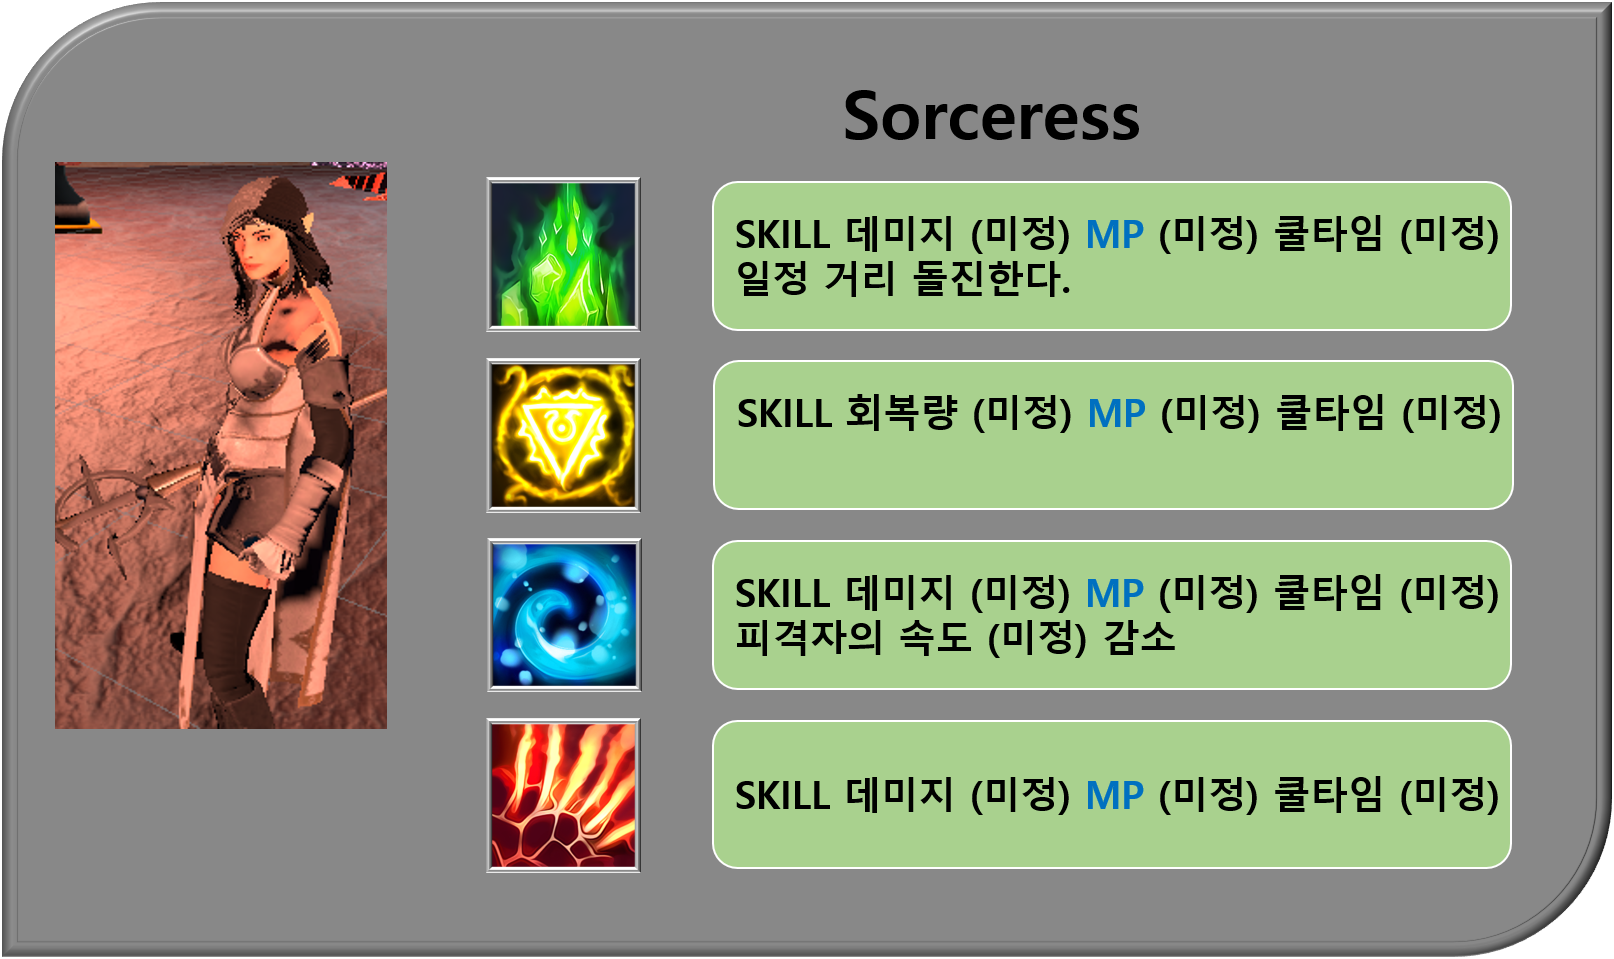 Sorceress
SKILL 데미지 (미정) MP (미정) 쿨타임 (미정)
일정 거리 돌진한다.
SKILL 회복량 (미정) MP (미정) 쿨타임 (미정)
SKILL 데미지 (미정) MP (미정) 쿨타임 (미정)
피격자의 속도 (미정) 감소
SKILL 데미지 (미정) MP (미정) 쿨타임 (미정)